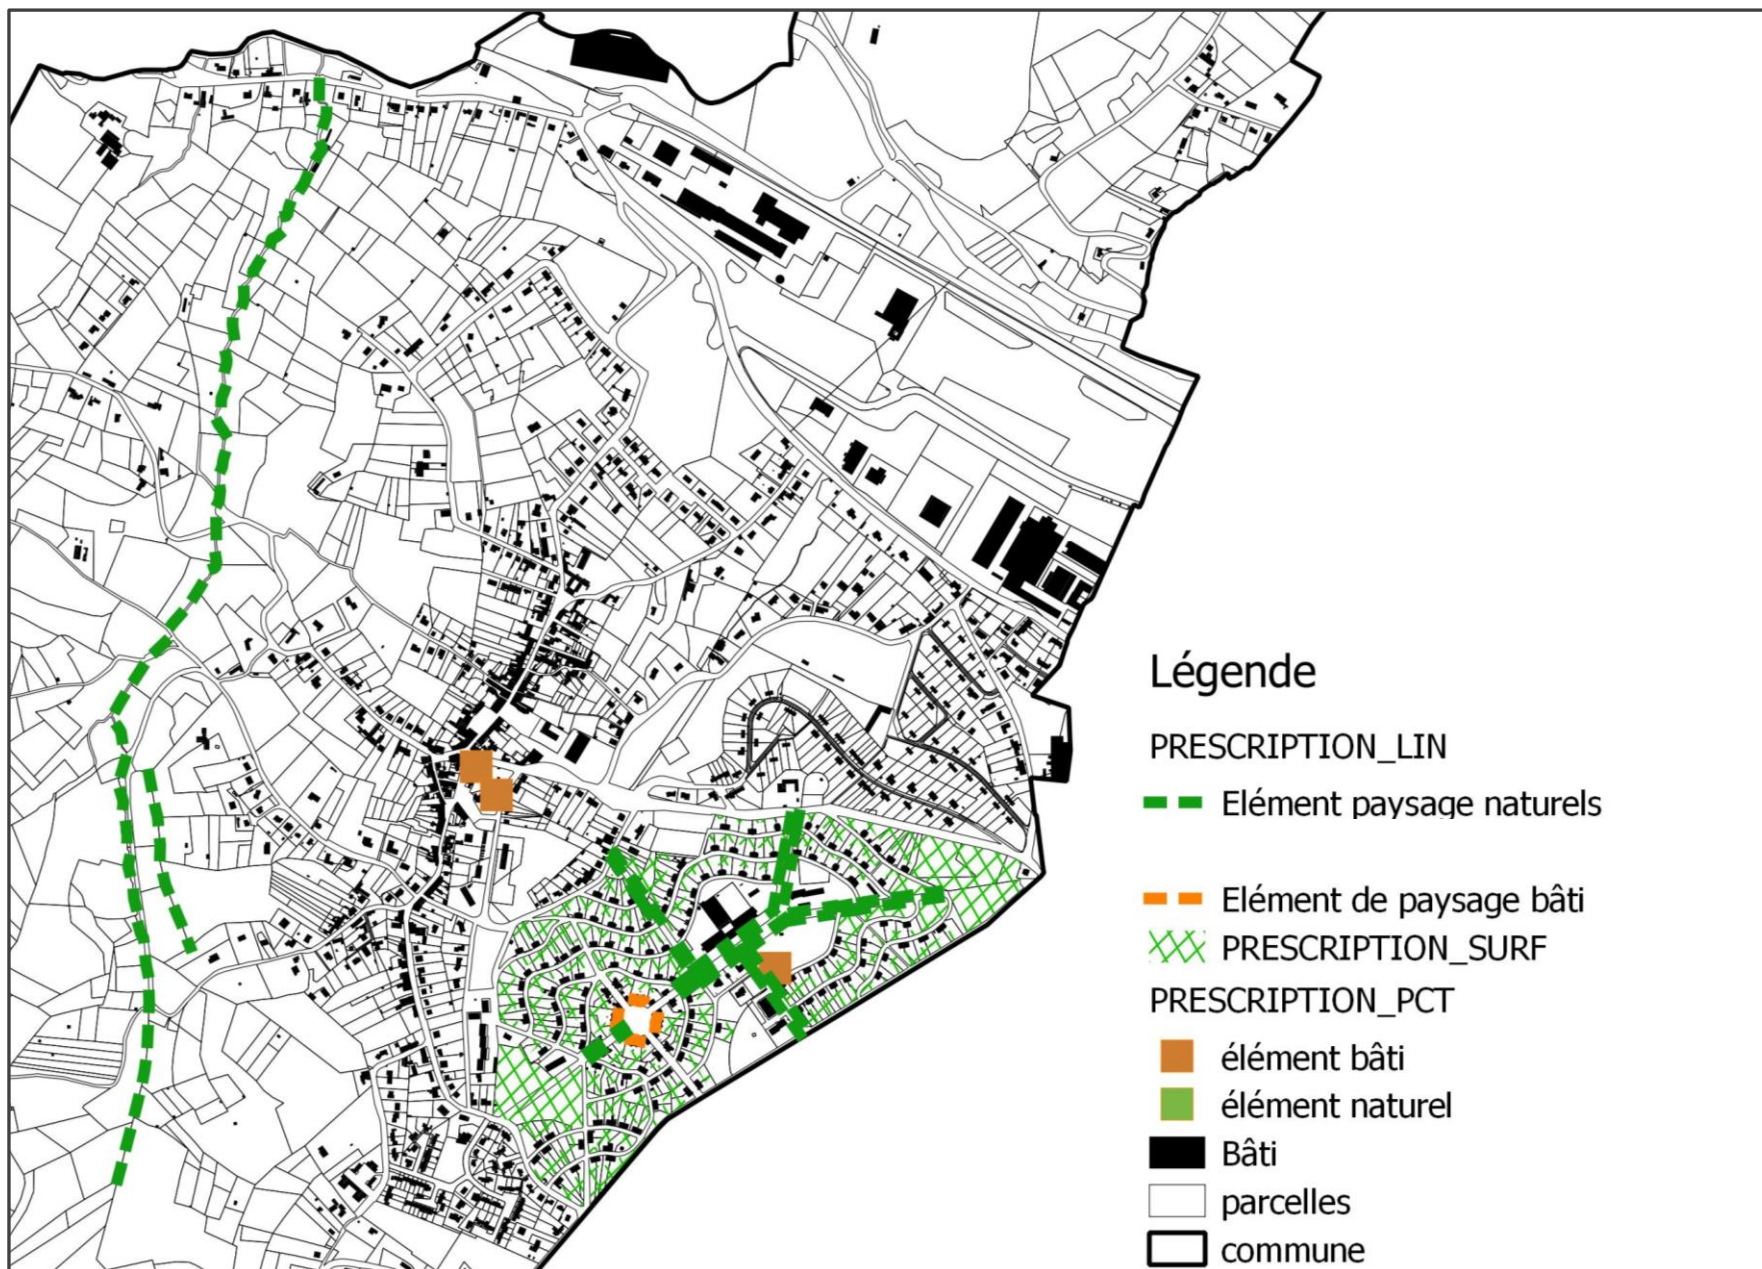 Légende
PRESCRIPTION_LIN
Elément paysage naturels
Elément de paysage bâti
PRESCRIPTION_SURF
PRESCRIPTION_PCT
élément bâti
élément naturel
Bâti
parcelles
commune